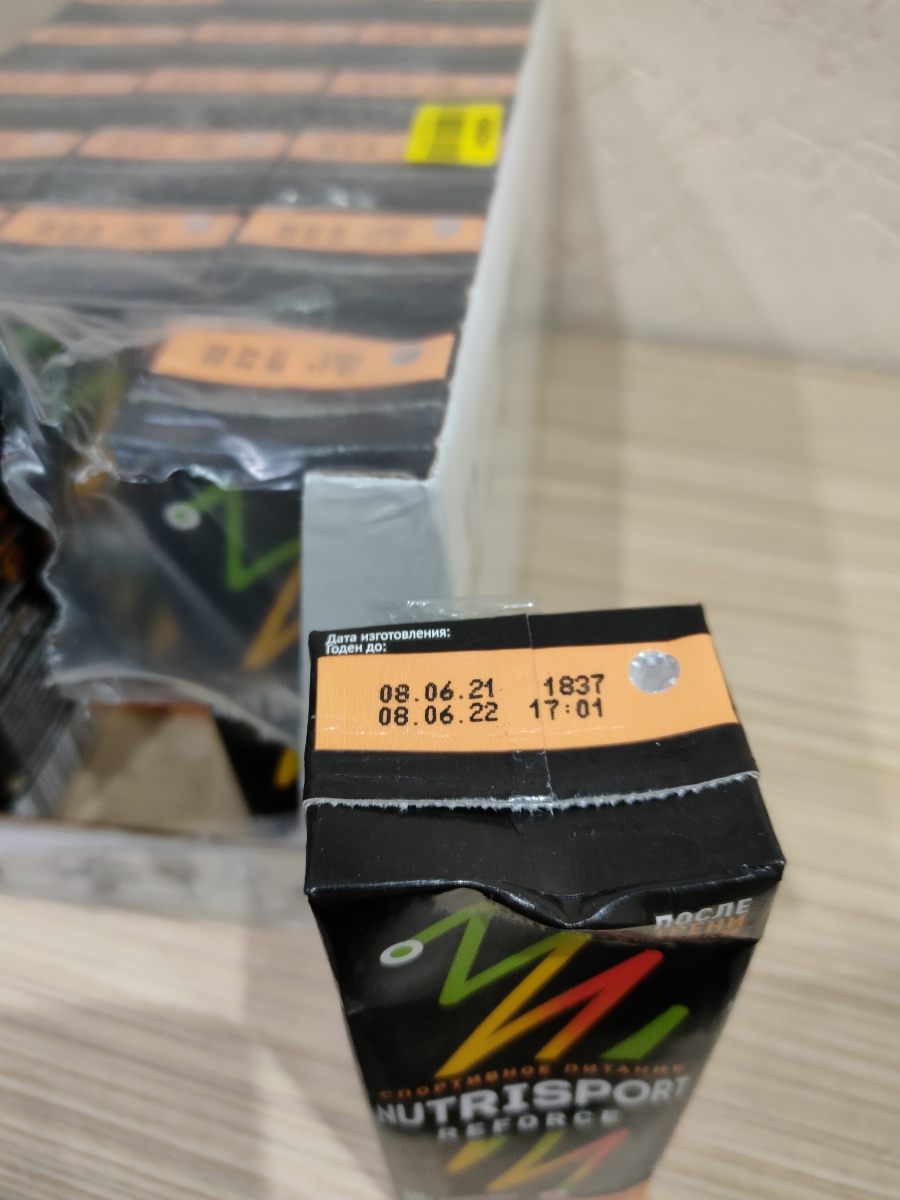 Дата изготовления:
Годен до:
08.06.21 1837
08.06.22 17:01
ПОСЛЕ
СПОРТИВНОЕ ПИТАНИЕ
NUTRISPORT
REFORCE